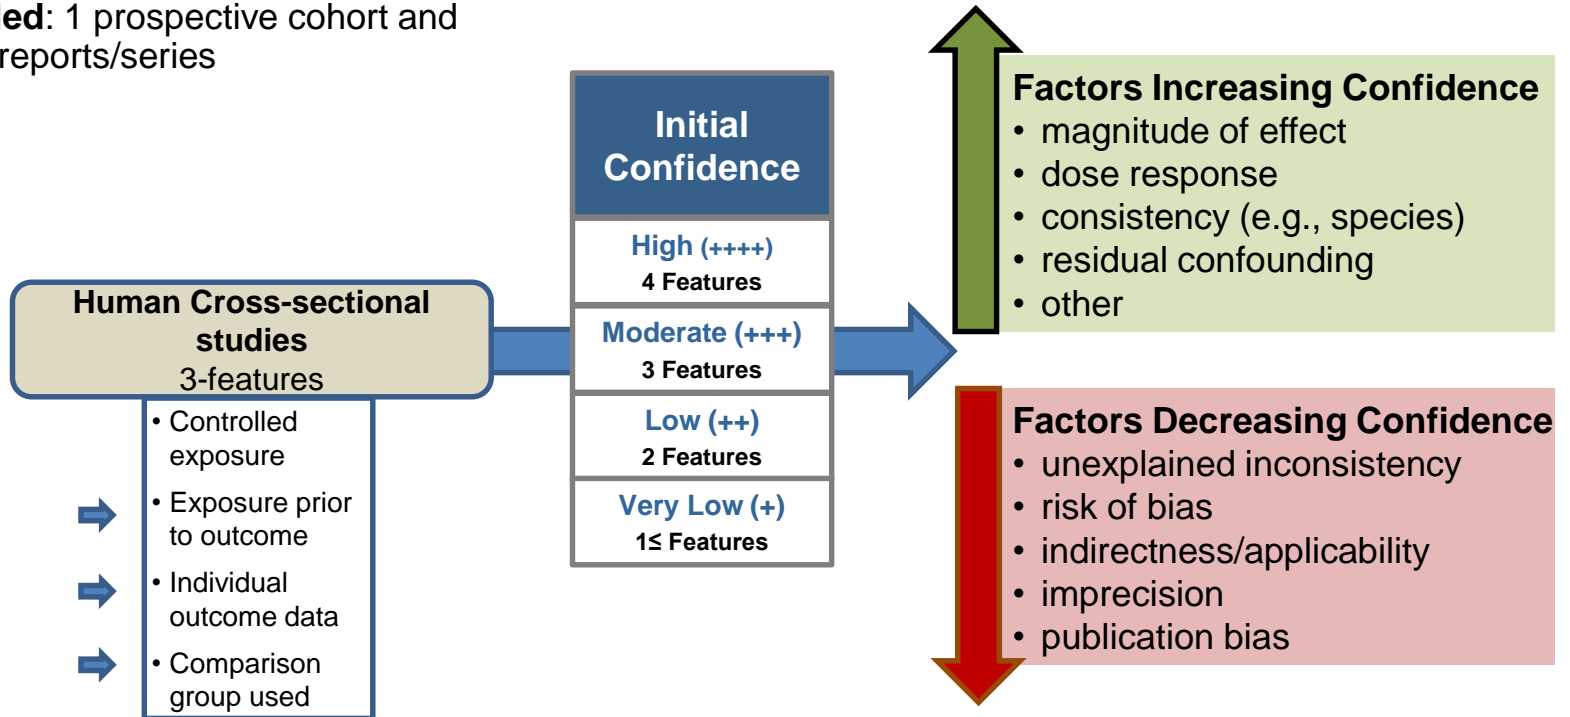 led: 1 prospective cohort and
reports/series
Initial
Confidence
High (++++)
4 Features
Moderate (+++)
3 Features
Low (++)
2 Features
Very Low (+)
1≤ Features
Human Cross-sectional
studies
3-features
• Controlled
exposure
• Exposure prior
to outcome
• Individual
outcome data
• Comparison
group used
Factors Increasing Confidence
• magnitude of effect
• dose response
• consistency (e.g., species)
• residual confounding
• other
Factors Decreasing Confidence
• unexplained inconsistency
• risk of bias
• indirectness/applicability
• imprecision
• publication bias